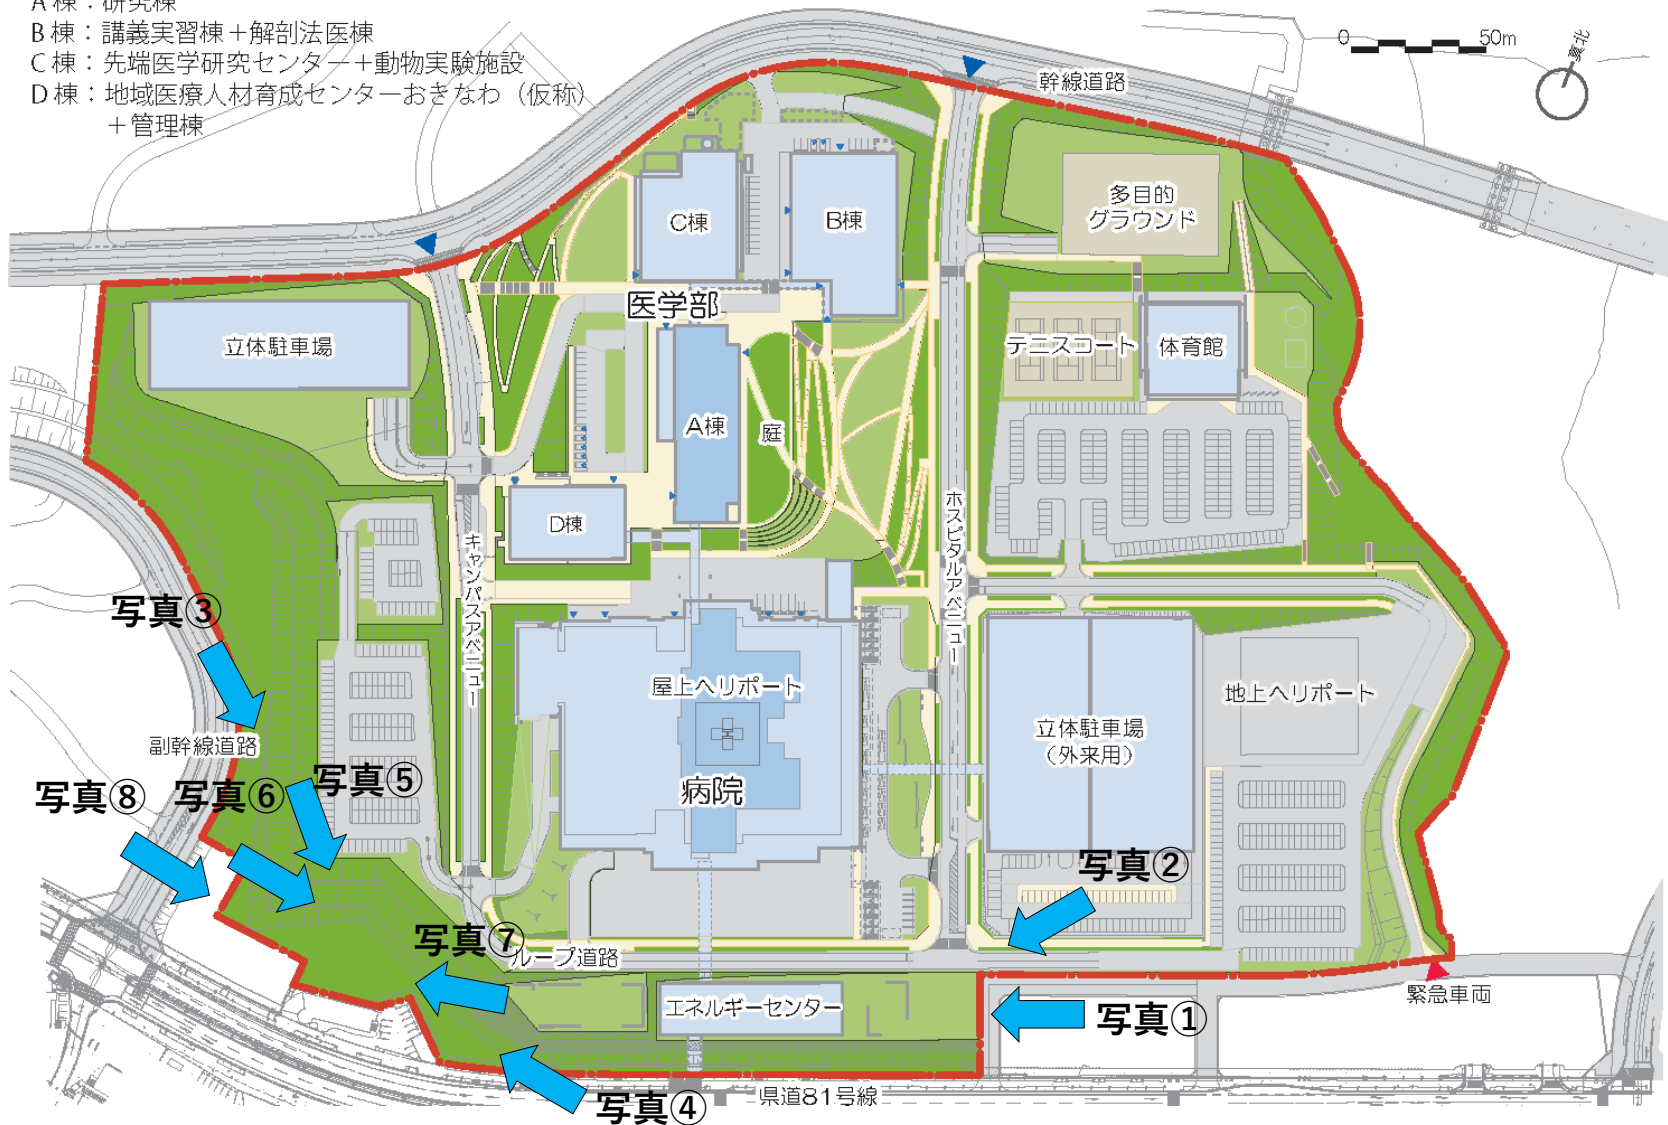 A棟：研究棟
B棟：講義実習棟＋解剖法医棟
C棟：先端医学研究センター＋動物実験施設
D棟：地域医療人材育成センターおきなわ（仮称）
＋管理棟
0 50m
真北
幹線道路
多目的
グラウンド
C棟
B棟
医学部
立体駐車場
テニスコート
体育館
A棟
庭
D棟
キャンパスアベニュー
ホスピタルアベニュー
写真③
屋上ヘリポート
地上ヘリポート
副幹線道路
立体駐車場
（外来用）
写真⑤
写真⑧
写真⑥
病院
写真②
写真⑦
ループ道路
エネルギーセンター
緊急車両
写真①
県道81号線
写真④